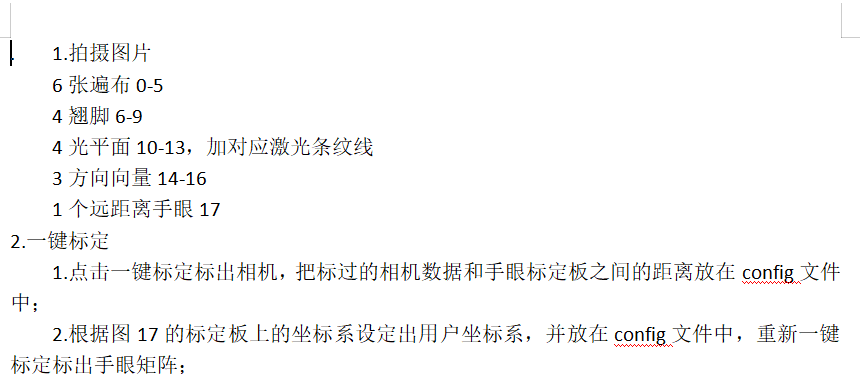 1.拍摄图片
6 张遍布 0-5
4 翘脚 6-9
4 光平面 10-13，加对应激光条纹线
3 方向向量 14-16
1 个远距离手眼 17
2.一键标定
1.点击一键标定标出相机，把标过的相机数据和手眼标定板之间的距离放在 config 文件
中；
2.根据图 17 的标定板上的坐标系设定出用户坐标系，并放在 config 文件中，重新一键
标定标出手眼矩阵；